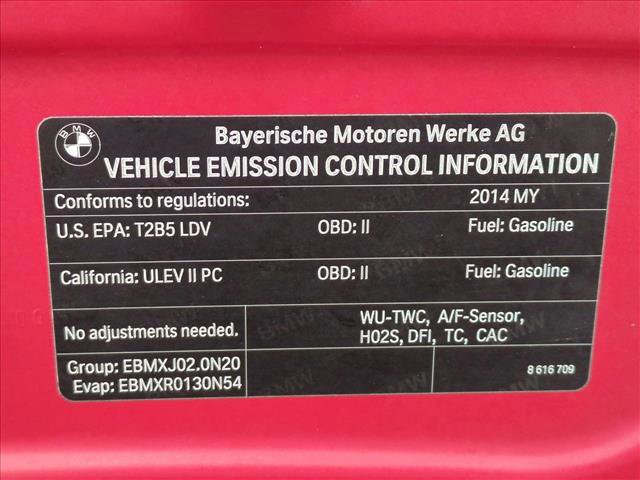 BMW
Bayerische Motoren Werke AG
VEHICLE EMISSION CONTROL INFORMATION
Conforms to regulations: 2014 MY
U.S. EPA: T2B5 LDV OBD: II Fuel: Gasoline
California: ULEV II PC OBD: II Fuel: Gasoline
No adjustments needed.
WU-TWC, A/F-Sensor,
H02S, DFI, TC, CAC
Group: EBMXJ02.0N20
Evap: EBMXR0130N54
8 616 709